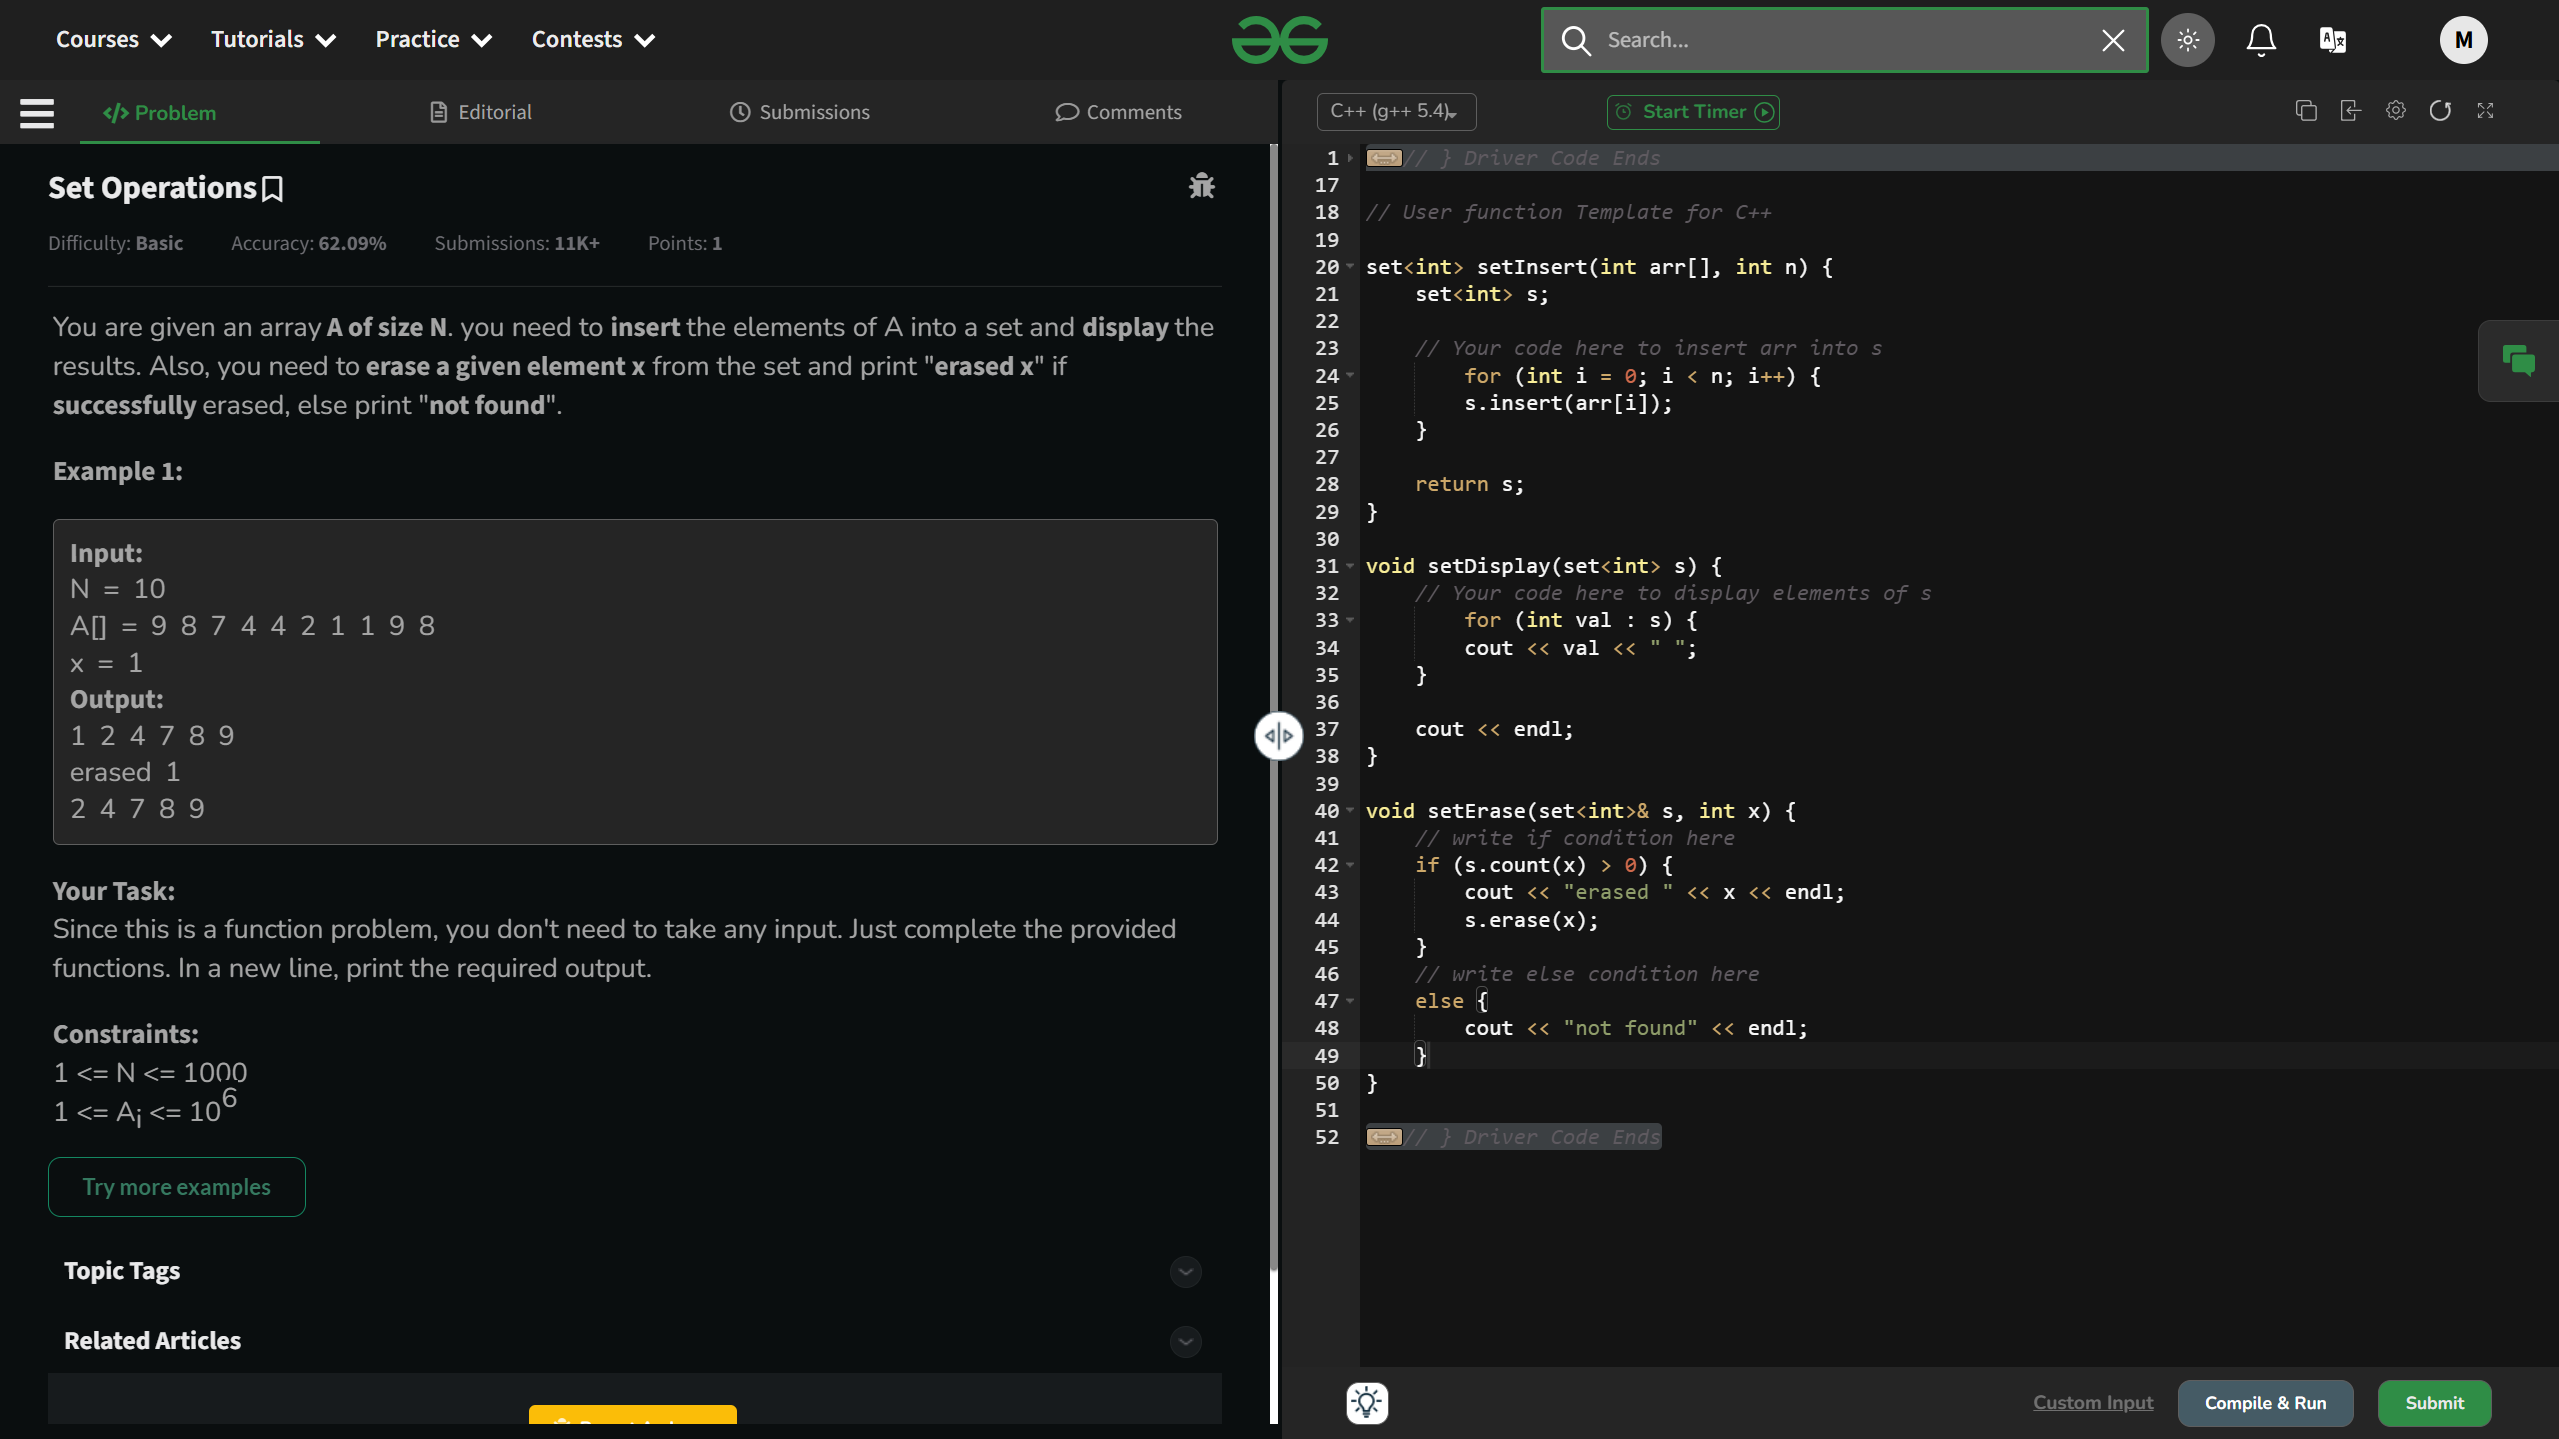 Courses Tutorials Practice Contests
Search...
M
Problem Editorial Submissions Comments
C++ (g++ 5.4) Start Timer
Set Operations
Difficulty: Basic Accuracy: 62.09% Submissions: 11K+ Points: 1
You are given an array A of size N. you need to insert the elements of A into a set and display the
results. Also, you need to erase a given element x from the set and print "erased x" if
successfully erased, else print "not found".
Example 1:
Input:
N = 10
A[] = 9 8 7 4 4 2 1 1 9 8
x = 1
Output:
1 2 4 7 8 9
erased 1
2 4 7 8 9
Your Task:
Since this is a function problem, you don't need to take any input. Just complete the provided
functions. In a new line, print the required output.
Constraints:
1 <= N <= 1000
1 <= Ai <= 10^6
Try more examples
Topic Tags
Related Articles
1 // } Driver Code Ends
17
18 // User function Template for C++
19
20 set<int> setInsert(int arr[], int n) {
21     set<int> s;
22
23     // Your code here to insert arr into s
24         for (int i = 0; i < n; i++) {
25         s.insert(arr[i]);
26     }
27
28     return s;
29 }
30
31 void setDisplay(set<int> s) {
32     // Your code here to display elements of s
33         for (int val : s) {
34         cout << val << " ";
35     }
36
37     cout << endl;
38 }
39
40 void setErase(set<int>& s, int x) {
41     // write if condition here
42     if (s.count(x) > 0) {
43         cout << "erased " << x << endl;
44         s.erase(x);
45     }
46     // write else condition here
47     else {
48         cout << "not found" << endl;
49     }
50 }
51
52 // } Driver Code Ends
Custom Input Compile & Run Submit